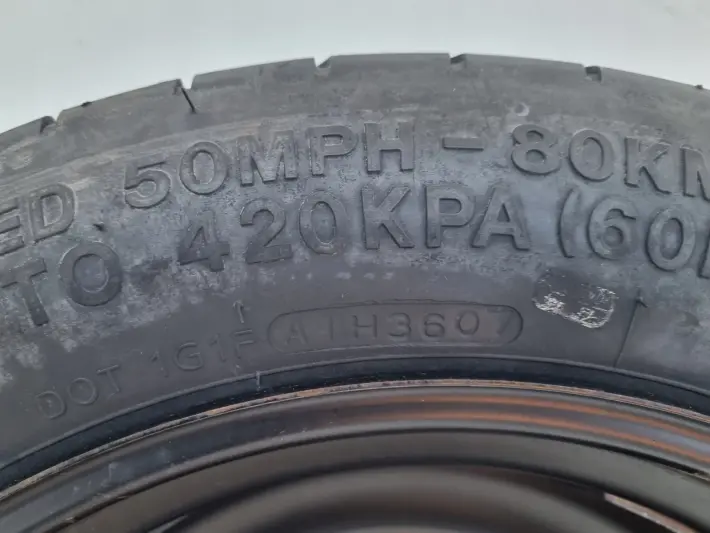 ED 50MPH - 80KM
TO 420KPA (60
DOT 1G1F A1H3607